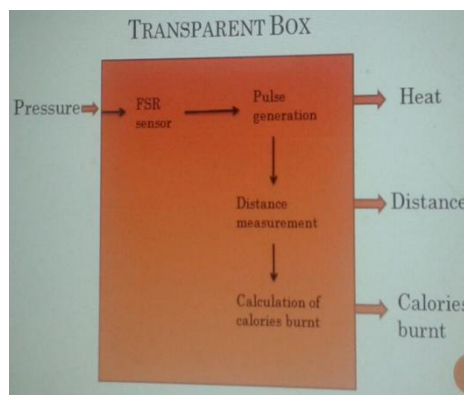 TRANSPARENT BOX
Pressure
FSR
sensor
Pulse
generation
Heat
Distance
measurement
Distance
Calculation of
calories burnt
Calories
burnt